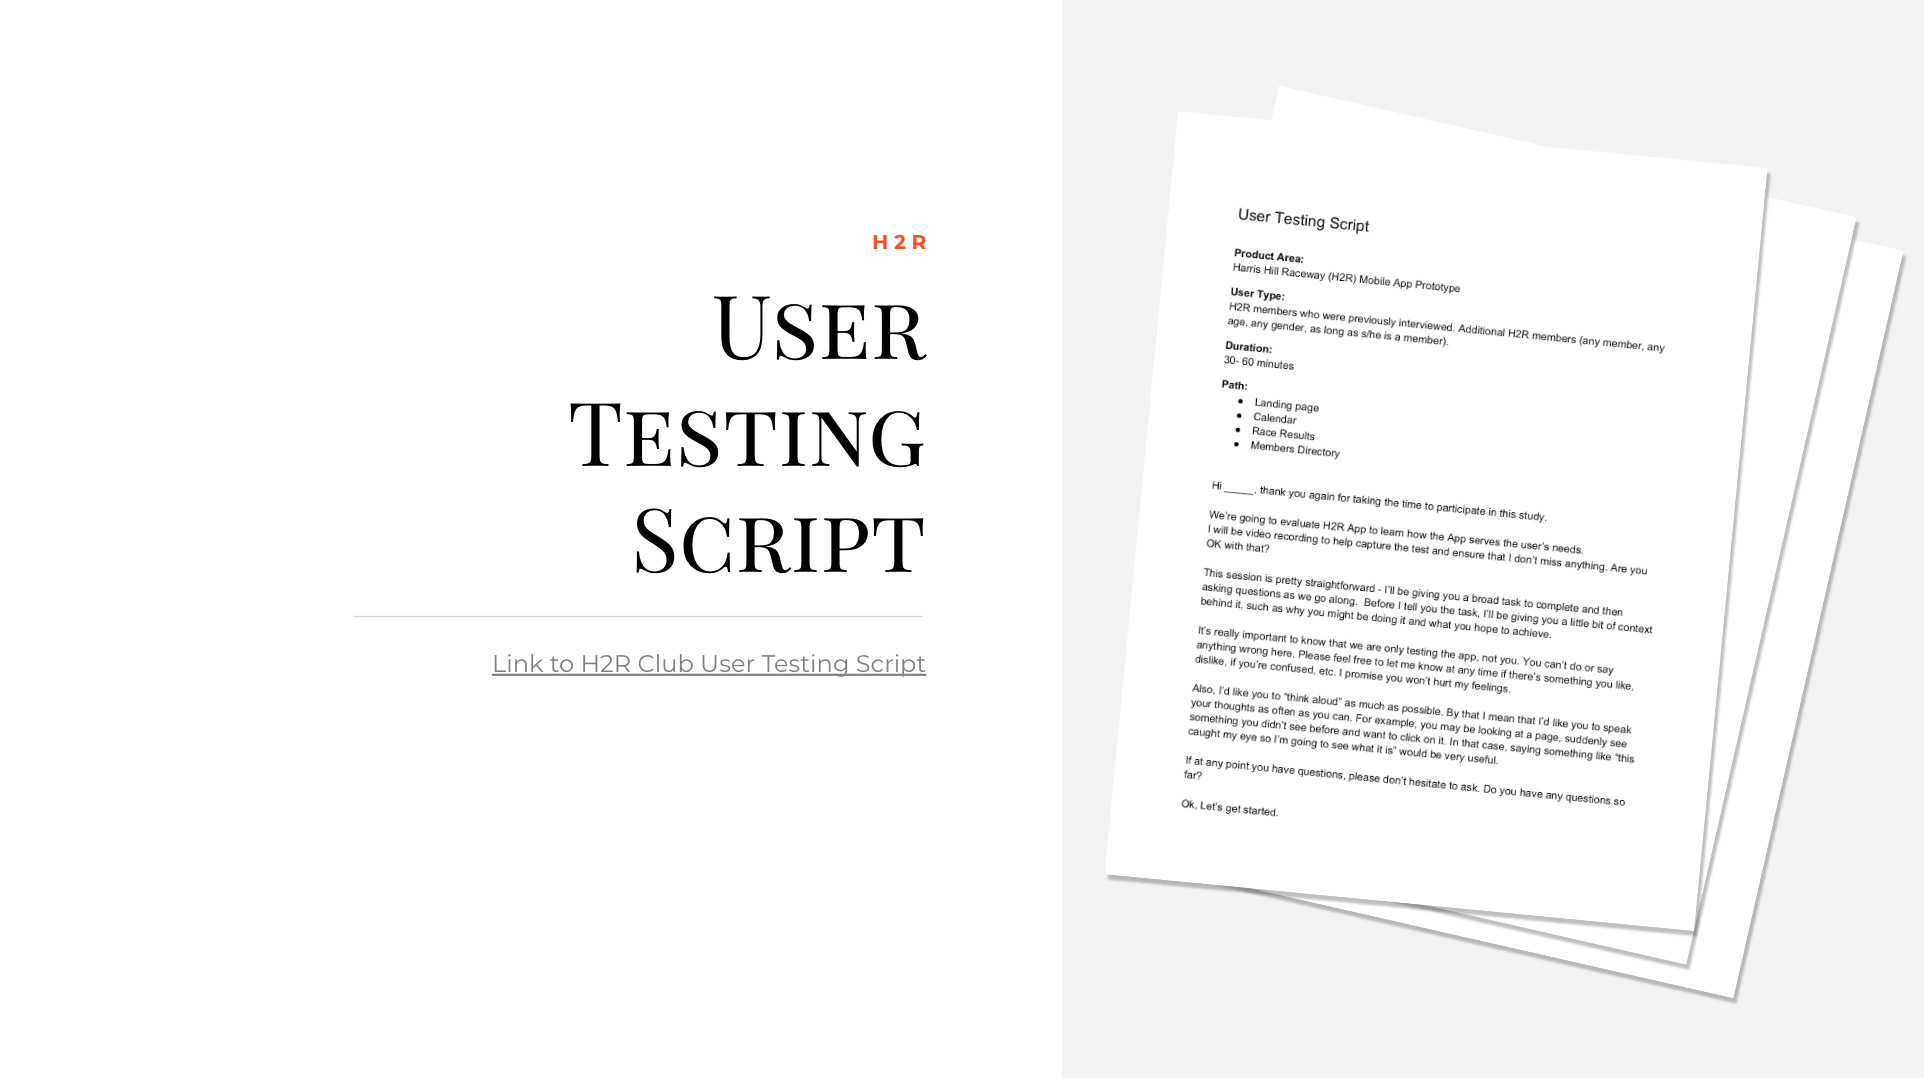 H2R
User
Testing
Script
Link to H2R Club User Testing Script
User Testing Script
Product Area:
Harris Hill Raceway (H2R) Mobile App Prototype
User Type:
H2R members who were previously interviewed. Additional H2R members (any member, any
age, any gender, as long as s/he is a member).
Duration:
30- 60 minutes
Path:
● Landing page
● Calendar
● Race Results
● Members Directory
Hi _____, thank you again for taking the time to participate in this study.
We're going to evaluate H2R App to learn how the App serves the user's needs.
I will be video recording to help capture the test and ensure that I don't miss anything. Are you
OK with that?
This session is pretty straightforward - I'll be giving you a broad task to complete and then
asking questions as we go along.  Before I tell you the task, I'll be giving you a little bit of context
behind it, such as why you might be doing it and what you hope to achieve.
It's really important to know that we are only testing the app, not you. You can't do or say
anything wrong here. Please feel free to let me know at any time if there's something you like,
dislike, if you're confused, etc. I promise you won't hurt my feelings.
Also, I'd like you to "think aloud" as much as possible. By that I mean that I'd like you to speak
your thoughts as often as you can. For example, you may be looking at a page, suddenly see
something you didn't see before and want to click on it. In that case, saying something like "this
caught my eye so I'm going to see what it is" would be very useful.
If at any point you have questions, please don't hesitate to ask. Do you have any questions so
far?
Ok, Let's get started.